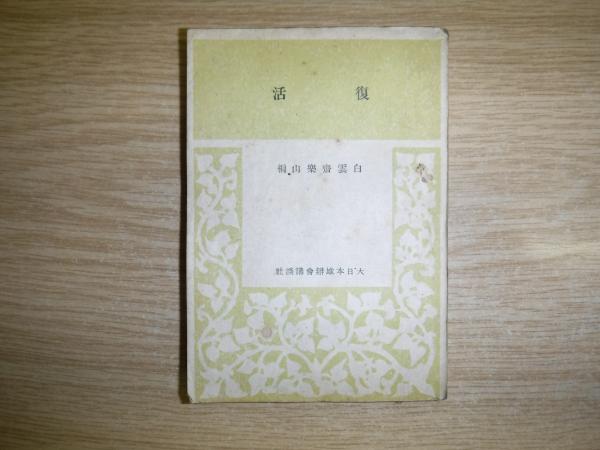 復活
白雲齋樂山稿
大日本雄辯會講談社